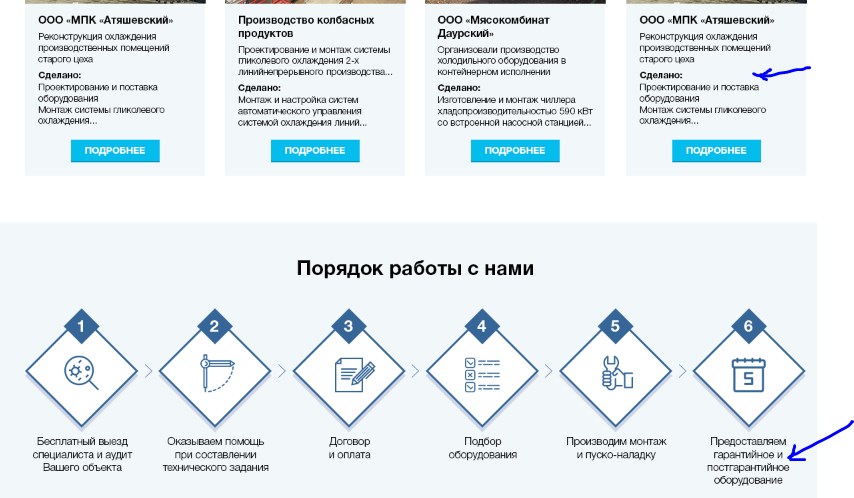 ООО «МПК «Атяшевский»
Реконструкция охлаждения
производственных помещений
старого цеха
Сделано:
Проектирование и поставка
оборудования
Монтаж системы гликолевого
охлаждения...
ПОДРОБНЕЕ
Производство колбасных
продуктов
Проектирование и монтаж системы
гликолевого охлаждения 2-х
линийнепрерывного производства...
Сделано:
Монтаж и настройка систем
автоматического управления
системой охлаждения линий...
ПОДРОБНЕЕ
ООО «Мясокомбинат
Даурский»
Организовали производство
холодильного оборудования в
контейнерном исполнении
Сделано:
Изготовление и монтаж чиллера
хладопроизводительностью 590 кВт
со встроенной насосной станцией...
ПОДРОБНЕЕ
ООО «МПК «Атяшевский»
Реконструкция охлаждения
производственных помещений
старого цеха
Сделано:
Проектирование и поставка
оборудования
Монтаж системы гликолевого
охлаждения...
ПОДРОБНЕЕ
Порядок работы с нами
1
Бесплатный выезд
специалиста и аудит
Вашего объекта
2
Оказываем помощь
при составлении
технического задания
3
Договор
и оплата
4
Подбор
оборудования
5
Производим монтаж
и пуско-наладку
6
5
Предоставляем
гарантийное и
постгарантийное
оборудование